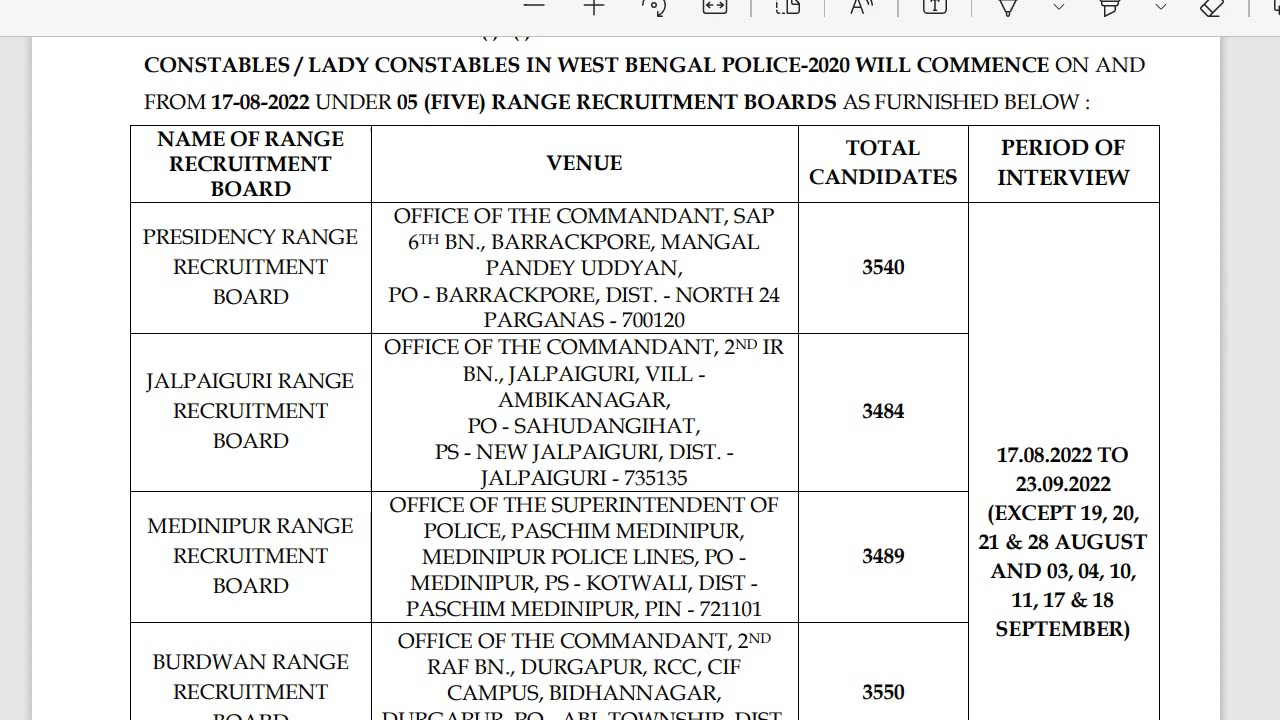 CONSTABLES / LADY CONSTABLES IN WEST BENGAL POLICE-2020 WILL COMMENCE ON AND
FROM 17-08-2022 UNDER 05 (FIVE) RANGE RECRUITMENT BOARDS AS FURNISHED BELOW :
NAME OF RANGE
RECRUITMENT
BOARD
VENUE
TOTAL
CANDIDATES
PERIOD OF
INTERVIEW
PRESIDENCY RANGE
RECRUITMENT
BOARD
OFFICE OF THE COMMANDANT, SAP
6TH BN., BARRACKPORE, MANGAL
PANDEY UDDYAN,
PO - BARRACKPORE, DIST. - NORTH 24
PARGANAS - 700120
3540
JALPAIGURI RANGE
RECRUITMENT
BOARD
OFFICE OF THE COMMANDANT, 2ND IR
BN., JALPAIGURI, VILL -
AMBIKANAGAR,
PO - SAHUDANGIHAT,
PS - NEW JALPAIGURI, DIST. -
JALPAIGURI - 735135
3484
MEDINIPUR RANGE
RECRUITMENT
BOARD
OFFICE OF THE SUPERINTENDENT OF
POLICE, PASCHIM MEDINIPUR,
MEDINIPUR POLICE LINES, PO -
MEDINIPUR, PS - KOTWALI, DIST -
PASCHIM MEDINIPUR, PIN - 721101
3489
BURDWAN RANGE
RECRUITMENT
BOARD
OFFICE OF THE COMMANDANT, 2ND
RAF BN., DURGAPUR, RCC, CIF
CAMPUS, BIDHANNAGAR,
DURGAPUR, PO - ABL TOWNSHIP, DIST
3550
17.08.2022 TO
23.09.2022
(EXCEPT 19, 20,
21 & 28 AUGUST
AND 03, 04, 10,
11, 17 & 18
SEPTEMBER)